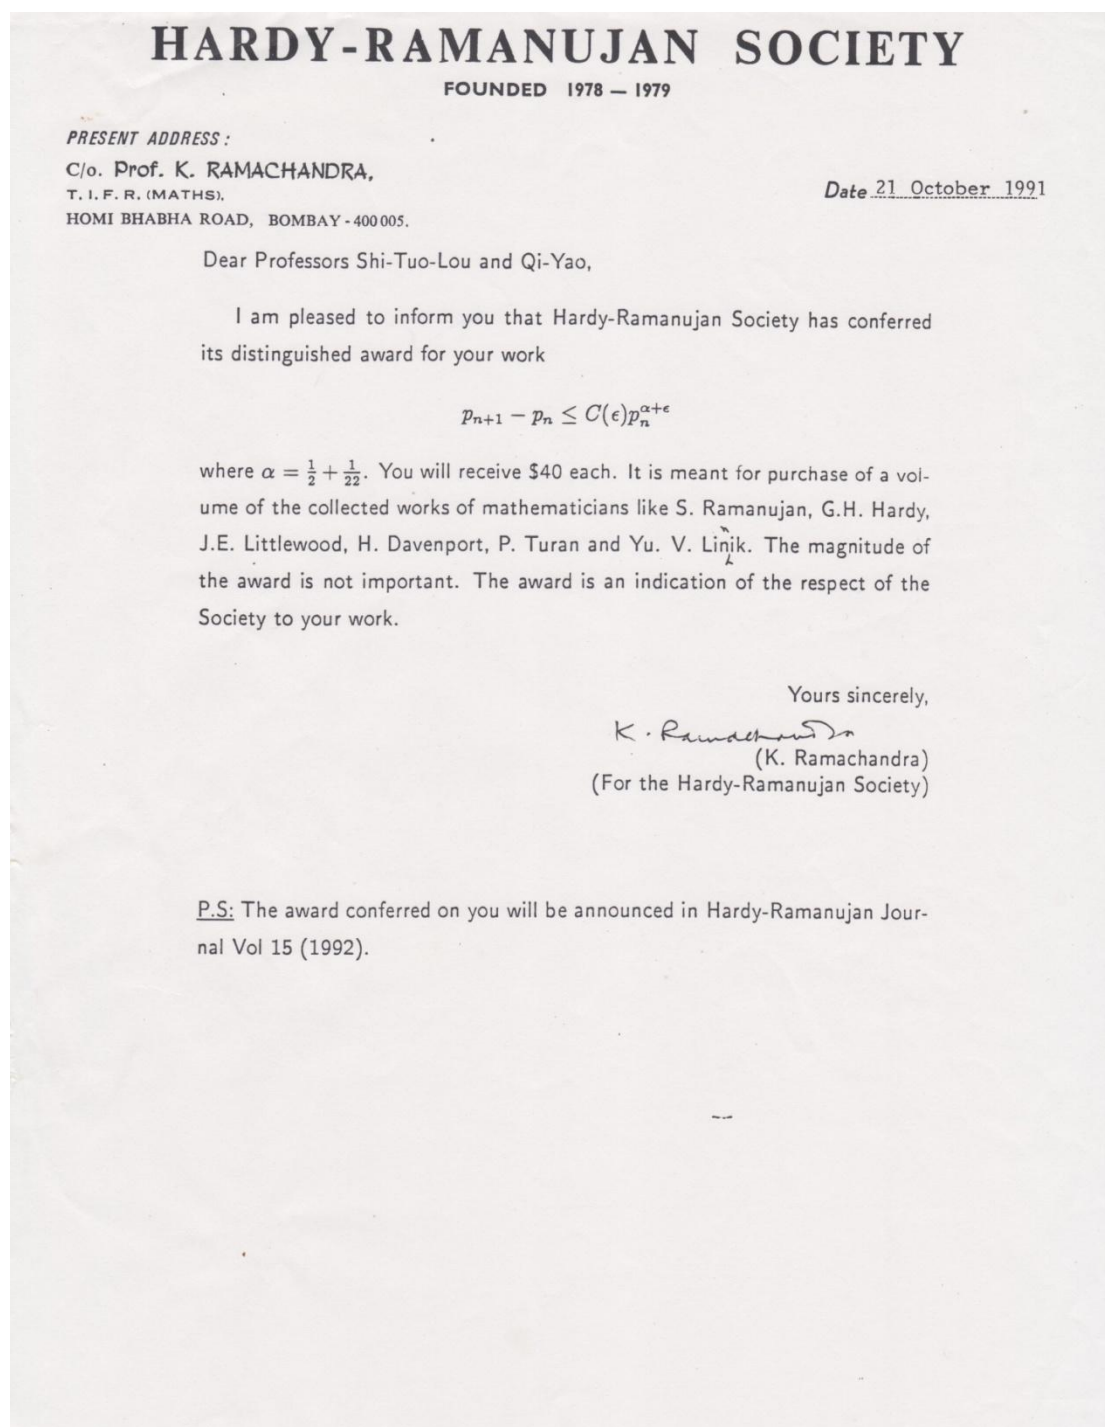 HARDY-RAMANUJAN SOCIETY
FOUNDED 1978 — 1979
PRESENT ADDRESS :
C/o. Prof. K. RAMACHANDRA,
T. I. F. R. (MATHS),
HOMI BHABHA ROAD, BOMBAY - 400 005.
Date 21 October 1991
Dear Professors Shi-Tuo-Lou and Qi-Yao,
I am pleased to inform you that Hardy-Ramanujan Society has conferred
its distinguished award for your work
pₙ₊₁ − pₙ ≤ C(ϵ)pₙ^{α+ϵ}
where α = 1/2 + 1/22. You will receive $40 each. It is meant for purchase of a vol-
ume of the collected works of mathematicians like S. Ramanujan, G.H. Hardy,
J.E. Littlewood, H. Davenport, P. Turan and Yu. V. Linnik. The magnitude of
the award is not important. The award is an indication of the respect of the
Society to your work.
Yours sincerely,
K. Ramachandra
(K. Ramachandra)
(For the Hardy-Ramanujan Society)
P.S: The award conferred on you will be announced in Hardy-Ramanujan Jour-
nal Vol 15 (1992).